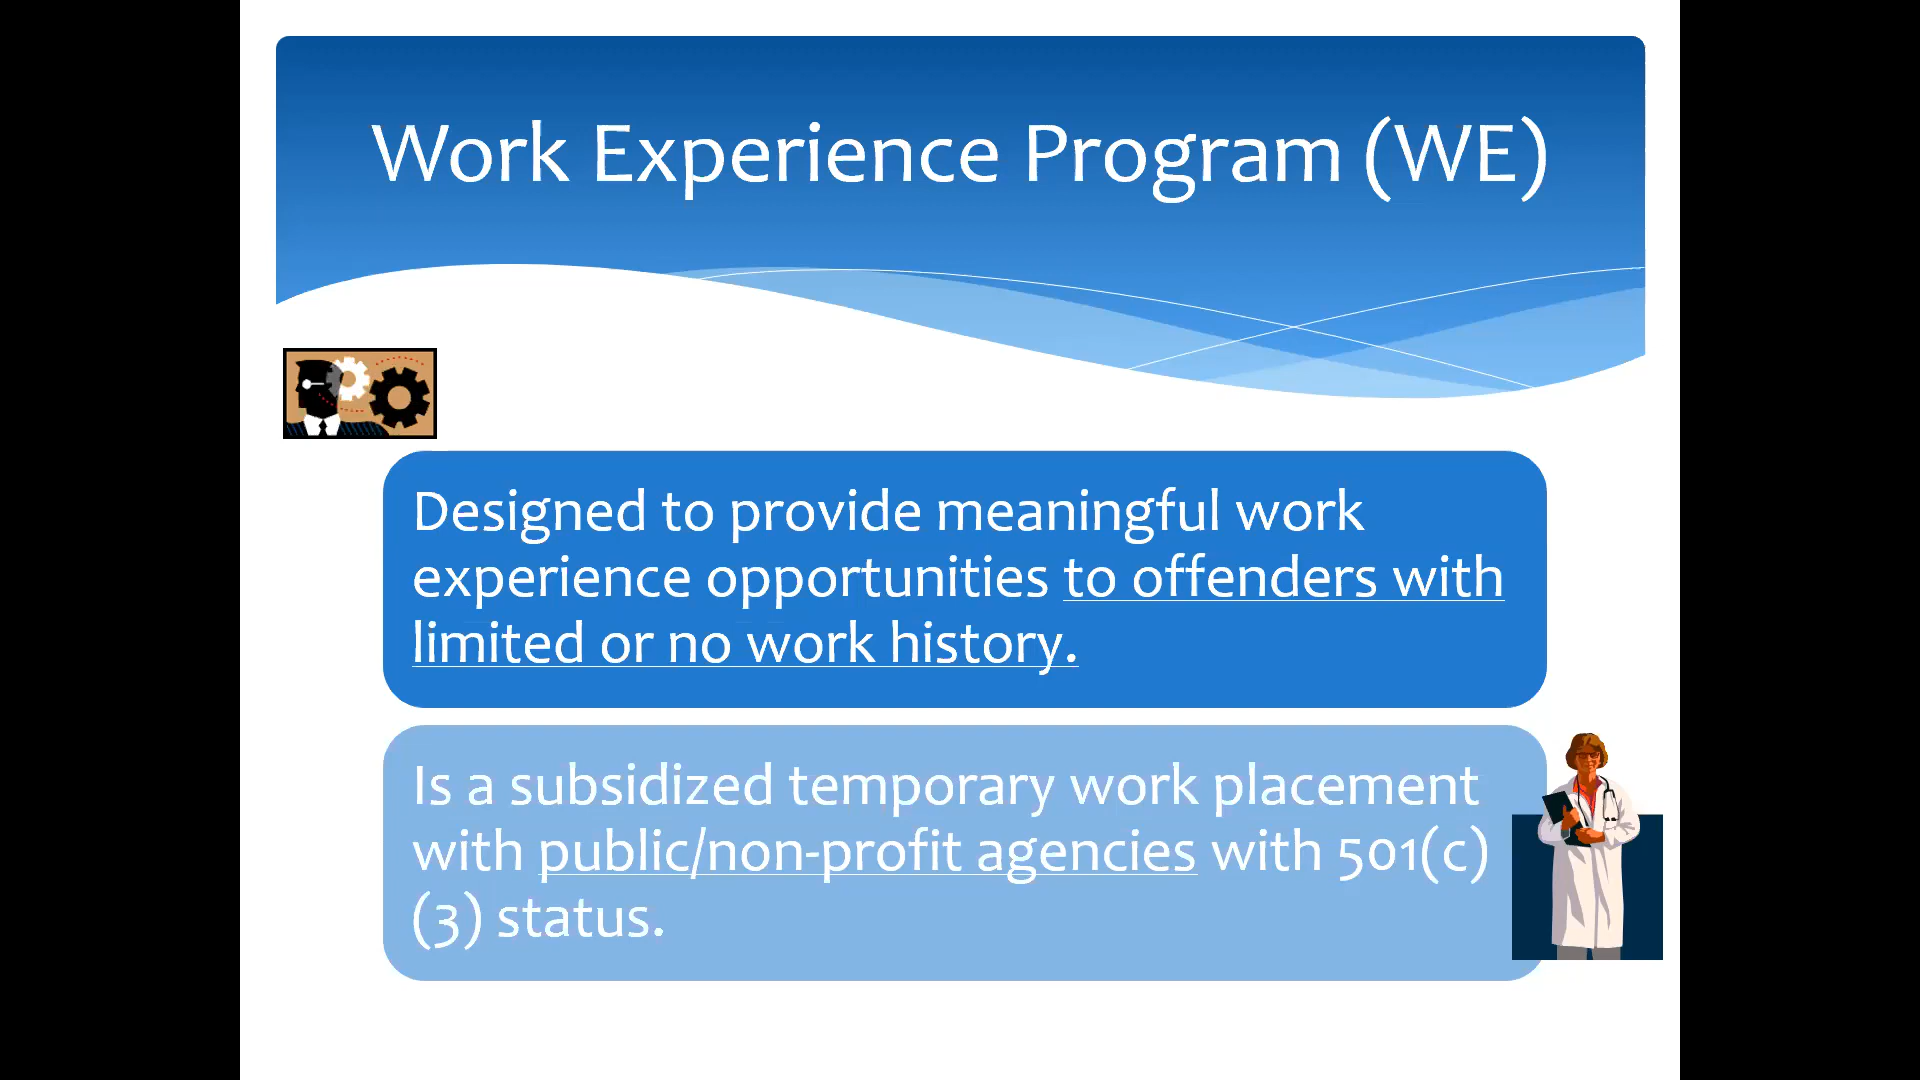 Work Experience Program (WE)
Designed to provide meaningful work
experience opportunities to offenders with
limited or no work history.
Is a subsidized temporary work placement
with public/non-profit agencies with 501(c)
(3) status.